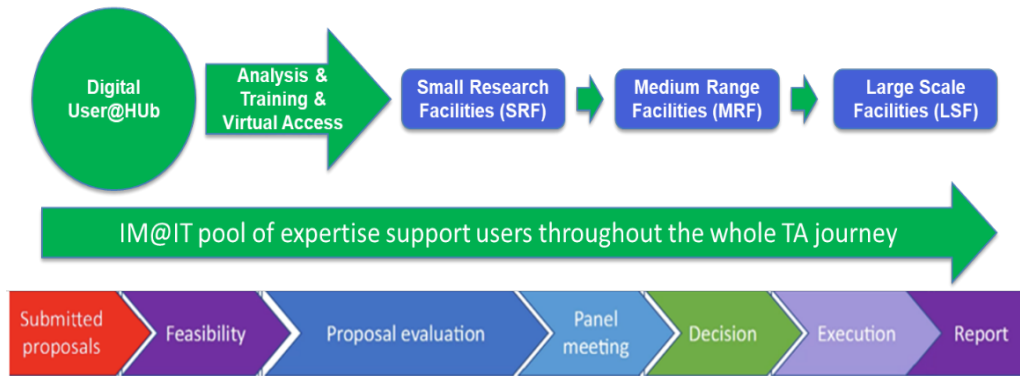 Digital
User@HUb
Analysis &
Training &
Virtual Access
Small Research
Facilities (SRF)
Medium Range
Facilities (MRF)
Large Scale
Facilities (LSF)
IM@IT pool of expertise support users throughout the whole TA journey
Submitted
proposals
Feasibility
Proposal evaluation
Panel
meeting
Decision
Execution
Report